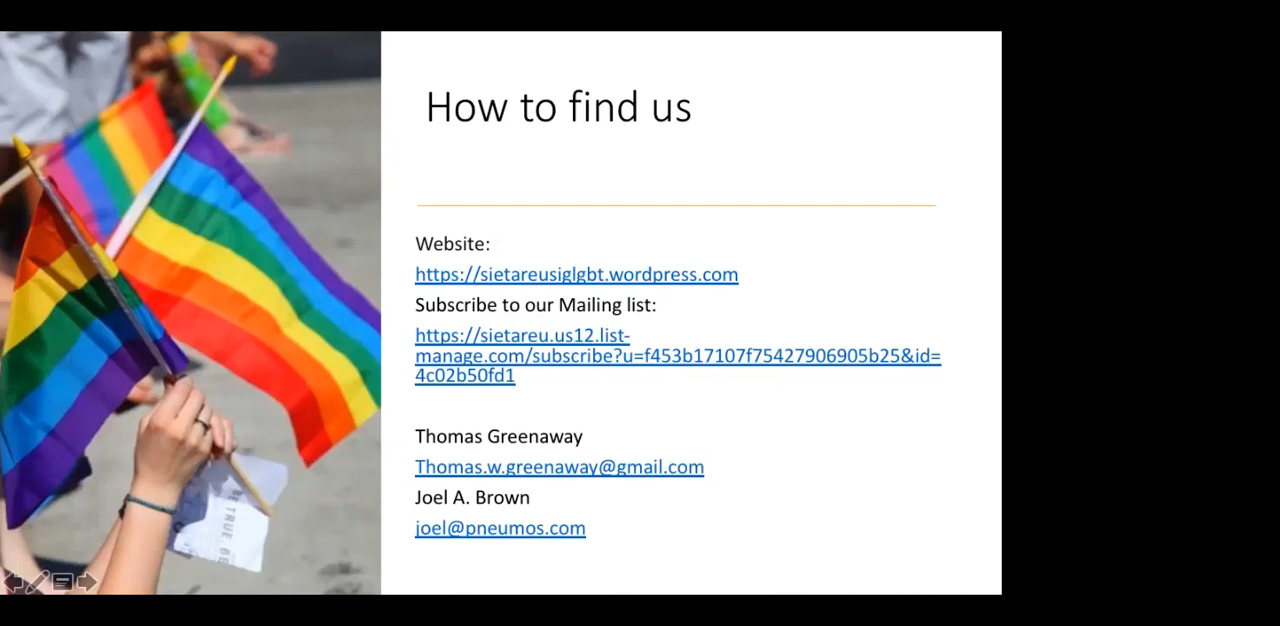 How to find us
Website:
https://sietareusiglgbt.wordpress.com
Subscribe to our Mailing list:
https://sietareu.us12.list-
manage.com/subscribe?u=f453b17107f75427906905b25&id=
4c02b50fd1
Thomas Greenaway
Thomas.w.greenaway@gmail.com
Joel A. Brown
joel@pneumos.com
TRUE